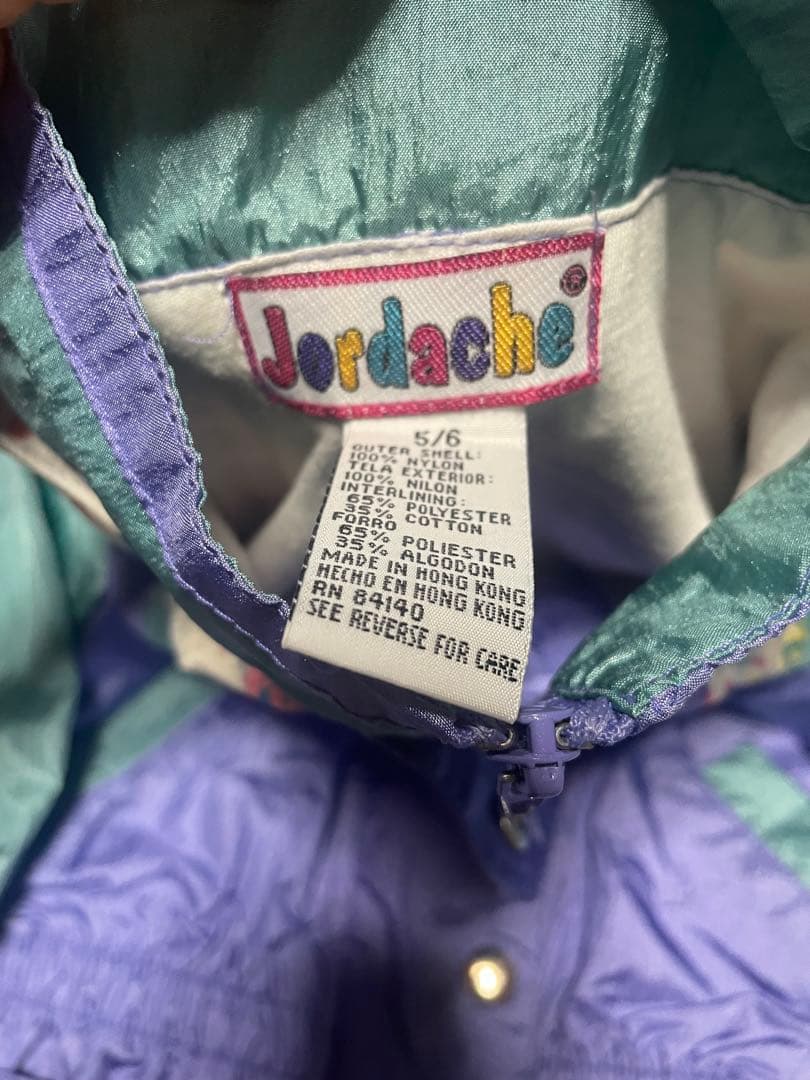 Jordache®
5/6
OUTER SHELL:
100% NYLON
TELA EXTERIOR:
100% NILON
INTERLINING:
65% POLYESTER
35% COTTON
FORRO
65% POLIESTER
35% ALGODON
MADE IN HONG KONG
HECHO EN HONG KONG
RN 84140
SEE REVERSE FOR CARE